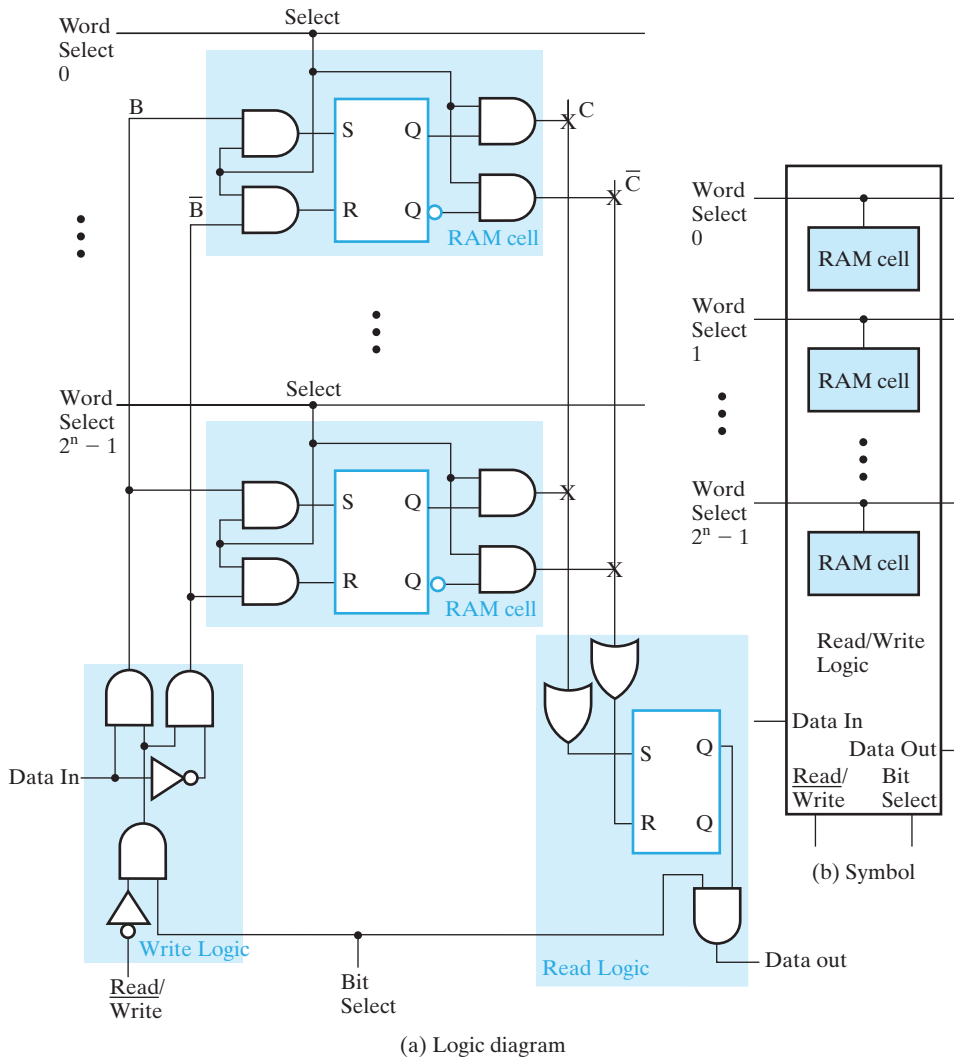 Select
Word
Select
0
B
S
Q
C
B̅
R
Q
C̅
RAM cell
Select
Word
Select
2ⁿ − 1
S
Q
R
Q
RAM cell
Data In
S
Q
R
Q
Write Logic
Read Logic
Data out
Read/
W̅r̅i̅t̅e̅
Bit
Select
(a) Logic diagram
Word
Select
0
RAM cell
Word
Select
1
RAM cell
Word
Select
2ⁿ − 1
RAM cell
Read/Write
Logic
Data In
Data Out
Read/
W̅r̅i̅t̅e̅
Bit
Select
(b) Symbol